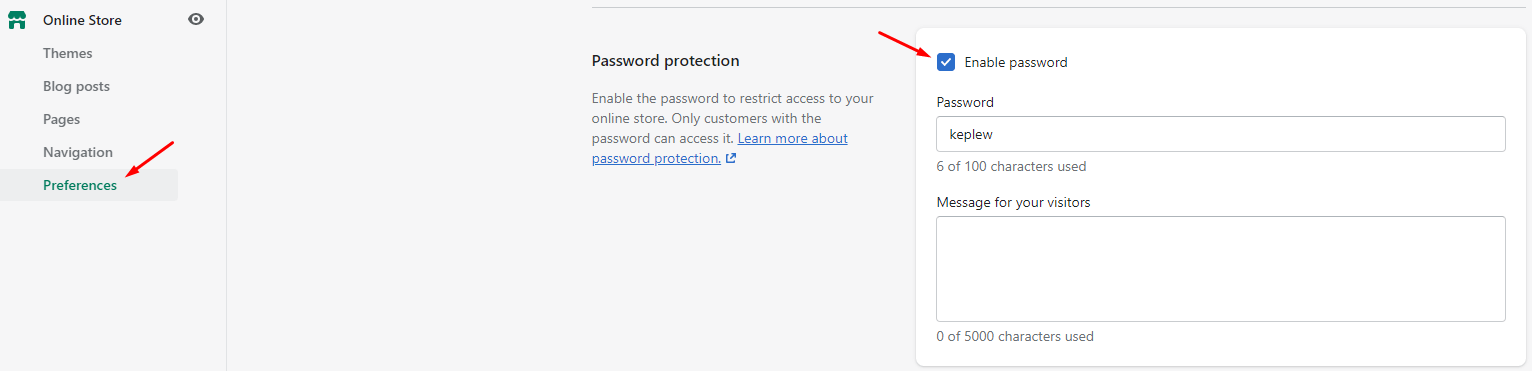 Online Store
Themes
Blog posts
Pages
Navigation
Preferences
Password protection
Enable the password to restrict access to your
online store. Only customers with the
password can access it. Learn more about
password protection.
Enable password
Password
keplew
6 of 100 characters used
Message for your visitors
0 of 5000 characters used